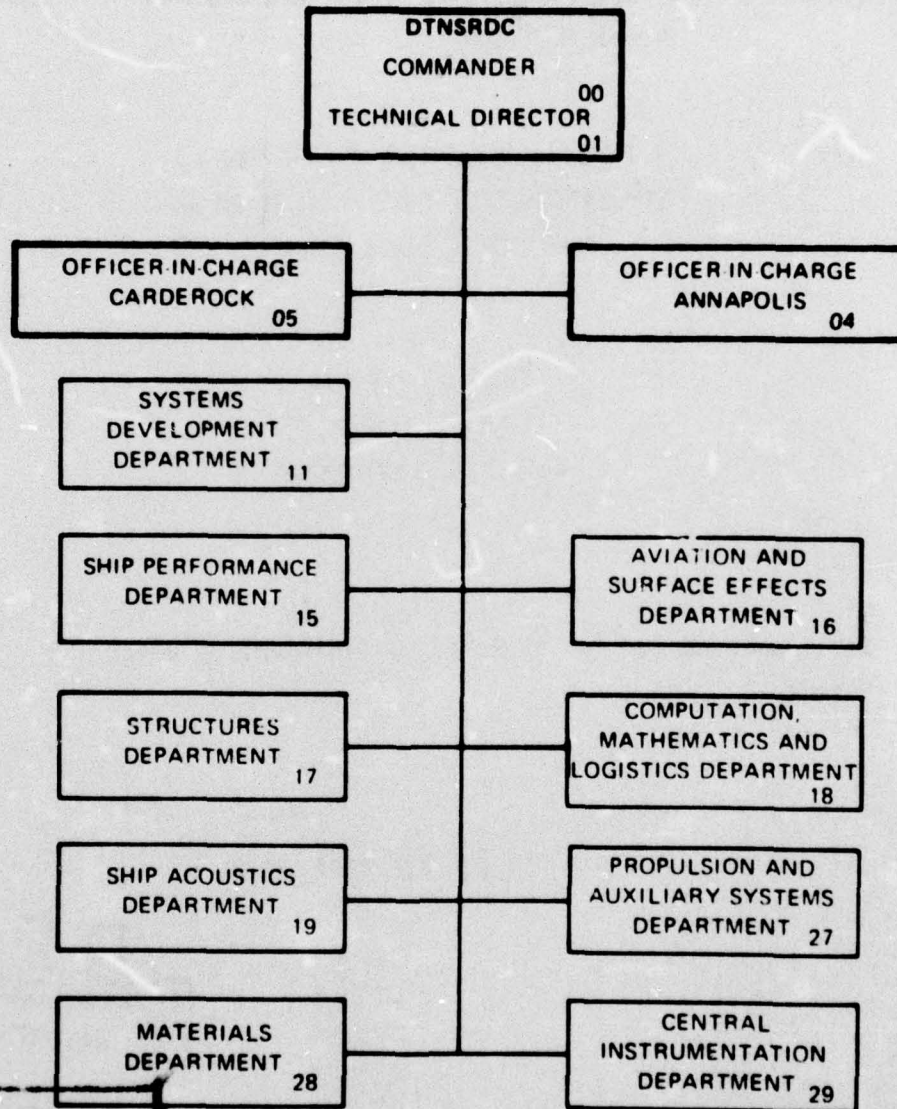 DTNSRDC
COMMANDER
00
TECHNICAL DIRECTOR
01
OFFICER-IN-CHARGE
CARDEROCK
05
OFFICER-IN-CHARGE
ANNAPOLIS
04
SYSTEMS
DEVELOPMENT
DEPARTMENT
11
SHIP PERFORMANCE
DEPARTMENT
15
AVIATION AND
SURFACE EFFECTS
DEPARTMENT
16
STRUCTURES
DEPARTMENT
17
COMPUTATION,
MATHEMATICS AND
LOGISTICS DEPARTMENT
18
SHIP ACOUSTICS
DEPARTMENT
19
PROPULSION AND
AUXILIARY SYSTEMS
DEPARTMENT
27
MATERIALS
DEPARTMENT
28
CENTRAL
INSTRUMENTATION
DEPARTMENT
29